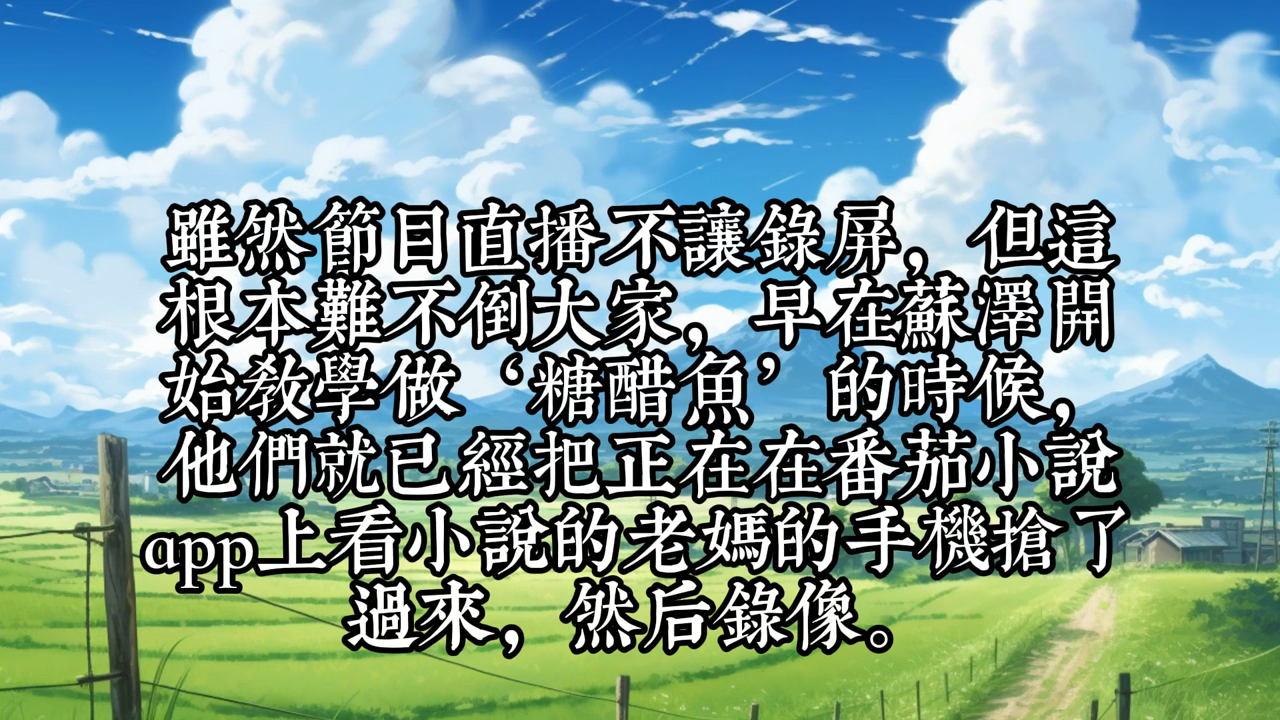 雖然節目直播不讓錄屏，但這
根本難不倒大家，早在蘇澤開
始教學做‘糖醋魚’的時候，
他們就已經把正在在番茄小說
app上看小說的老媽的手機搶了
過來，然后錄像。